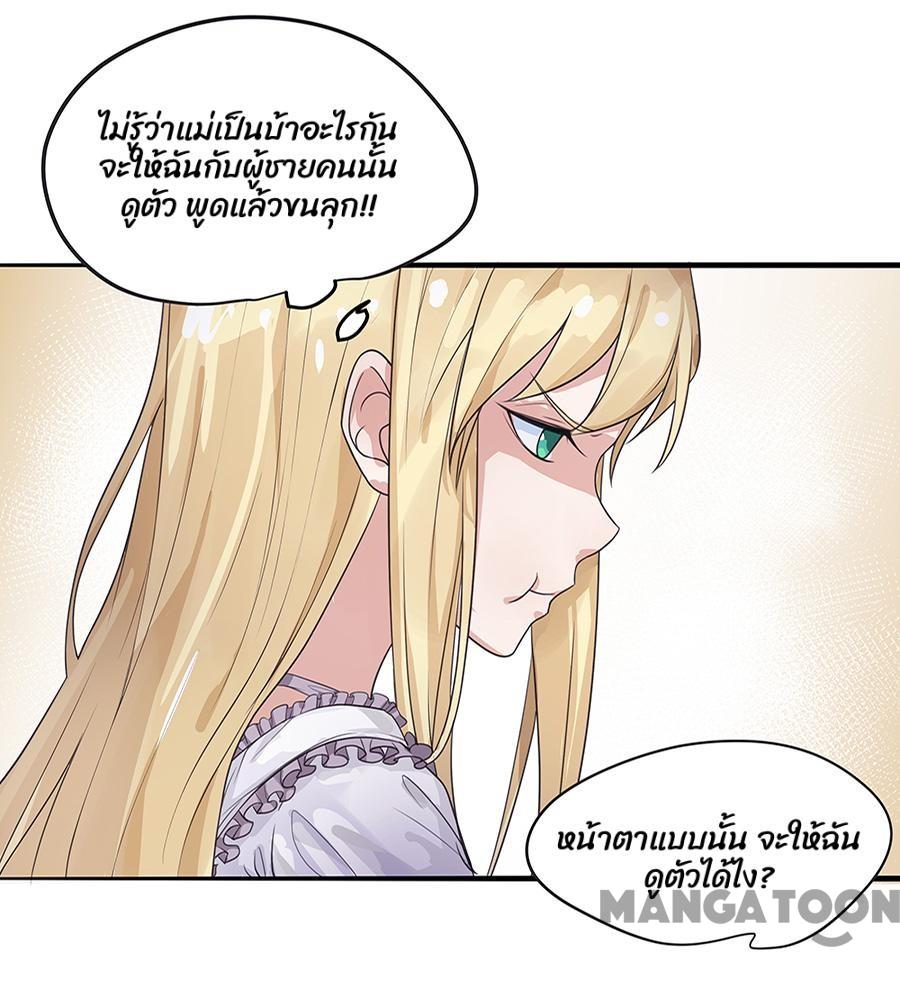 ไม่รู้ว่าแม่เป็นบ้าอะไรกัน
จะให้ฉันกับผู้ชายคนนั้น
ดูตัว พูดแล้วขนลุก!!
หน้าตาแบบนั้น จะให้ฉัน
ดูตัวได้ไง?
MANGATOON